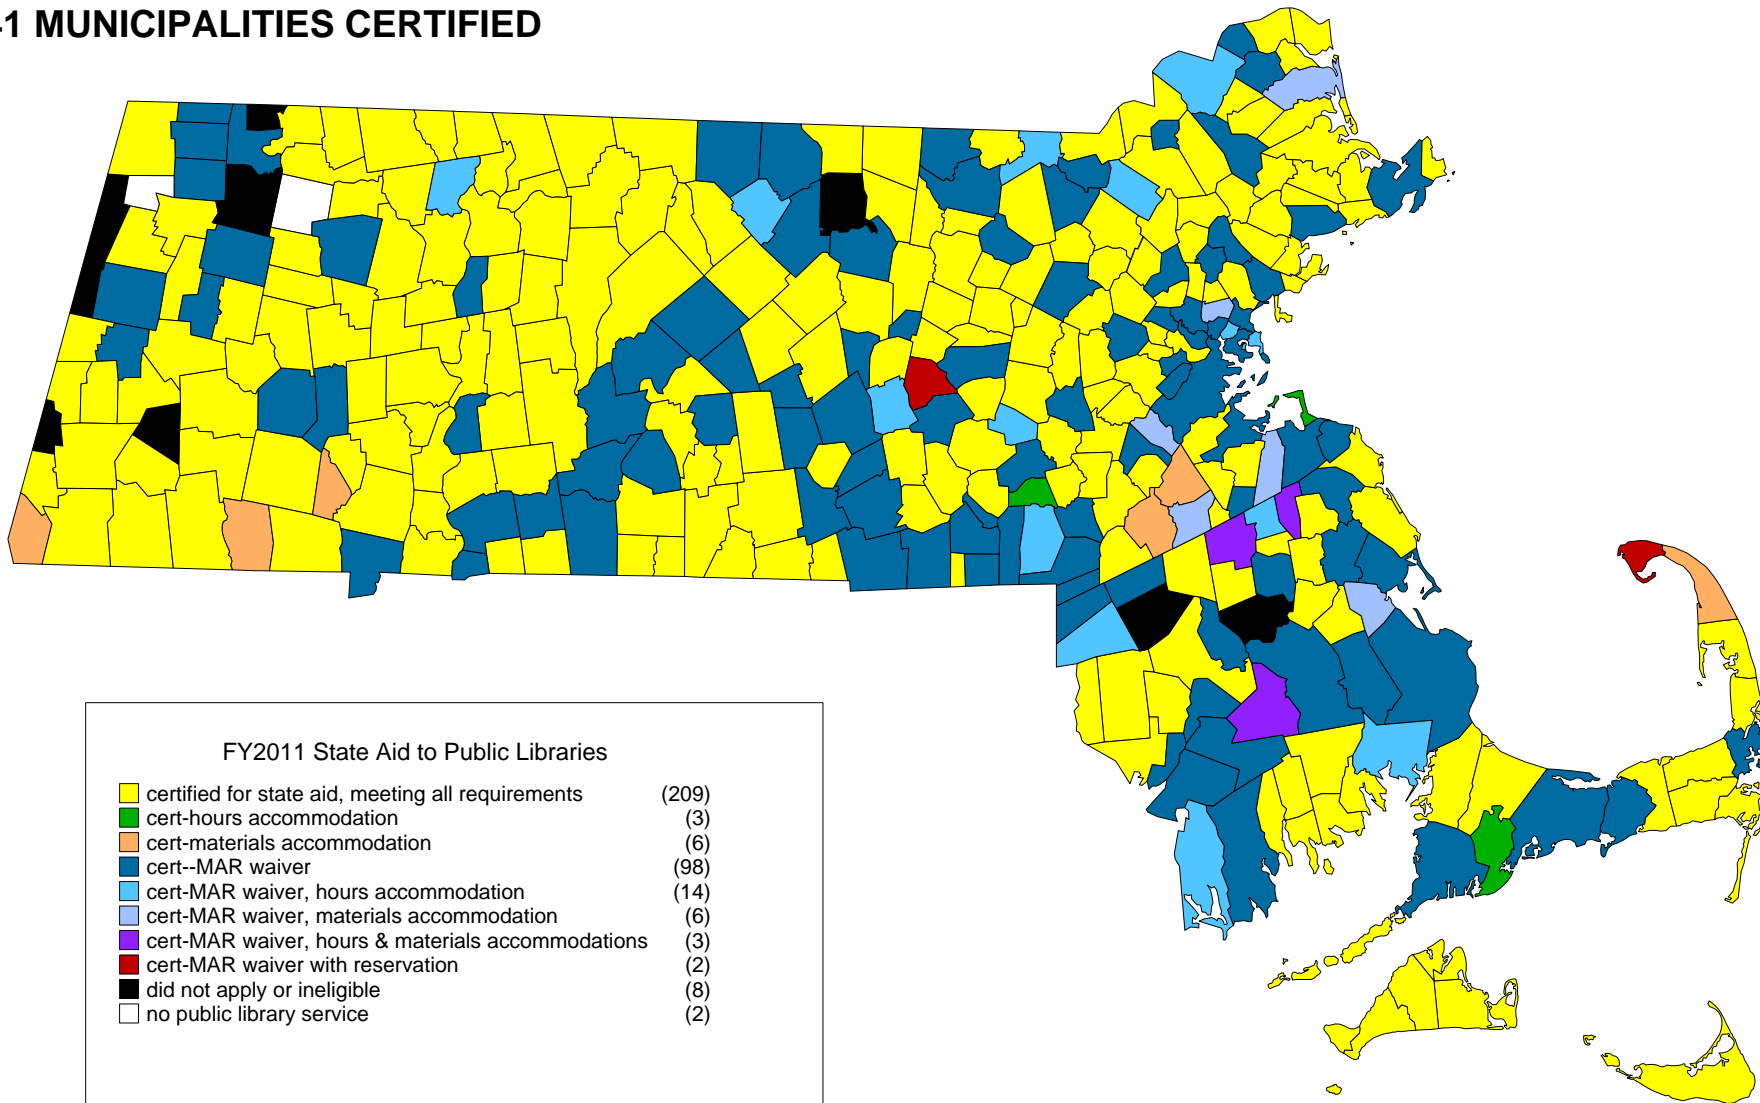 1 MUNICIPALITIES CERTIFIED
FY2011 State Aid to Public Libraries
certified for state aid, meeting all requirements (209)
cert-hours accommodation (3)
cert-materials accommodation (6)
cert--MAR waiver (98)
cert-MAR waiver, hours accommodation (14)
cert-MAR waiver, materials accommodation (6)
cert-MAR waiver, hours & materials accommodations (3)
cert-MAR waiver with reservation (2)
did not apply or ineligible (8)
no public library service (2)